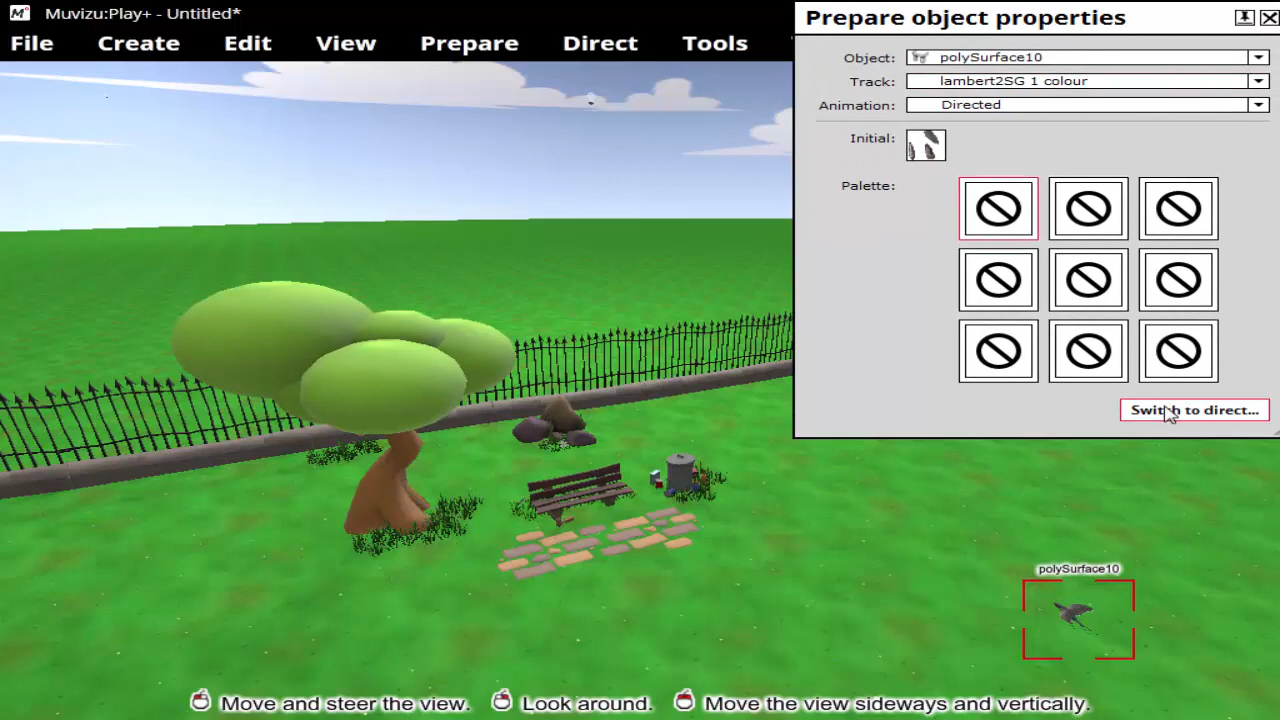 Muvizu:Play+ - Untitled*
File Create Edit View Prepare Direct Tools
Prepare object properties
Object: polySurface10
Track: lambert2SG 1 colour
Animation: Directed
Initial:
Palette:
Switch to direct...
polySurface10
Move and steer the view. Look around. Move the view sideways and vertically.